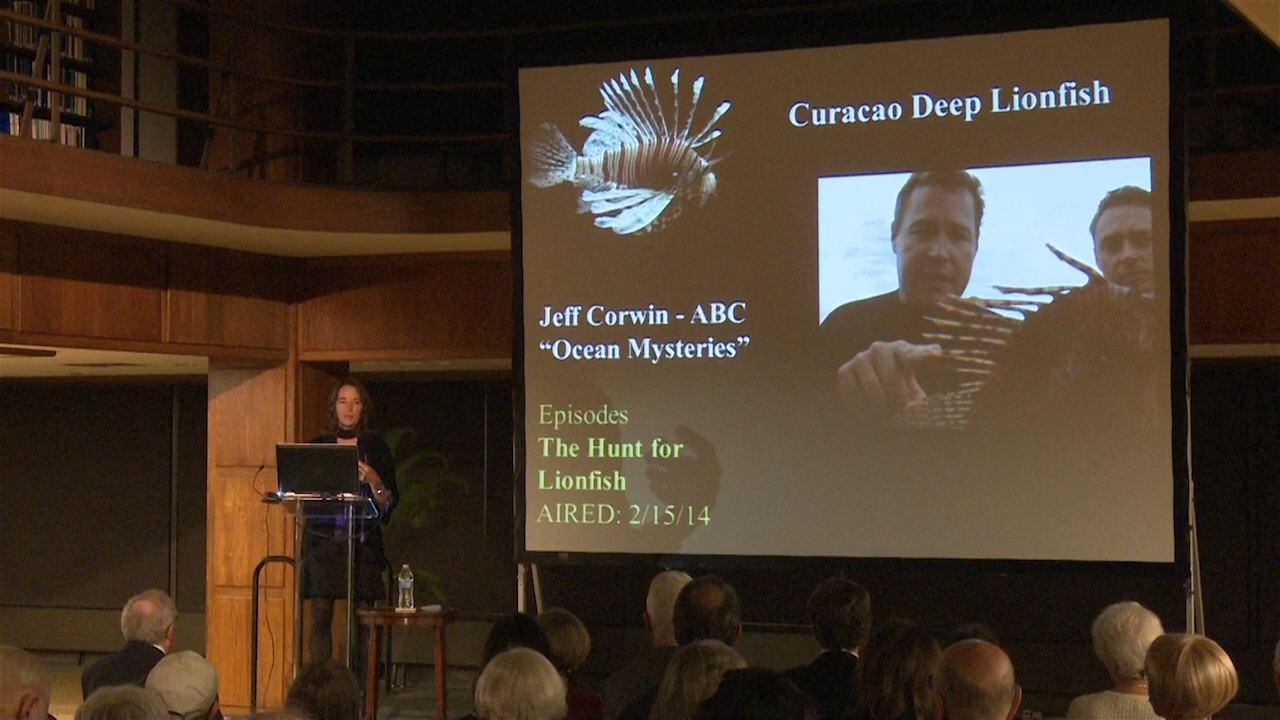 Curacao Deep Lionfish
Jeff Corwin - ABC
“Ocean Mysteries”
Episodes
The Hunt for
Lionfish
AIRED: 2/15/14